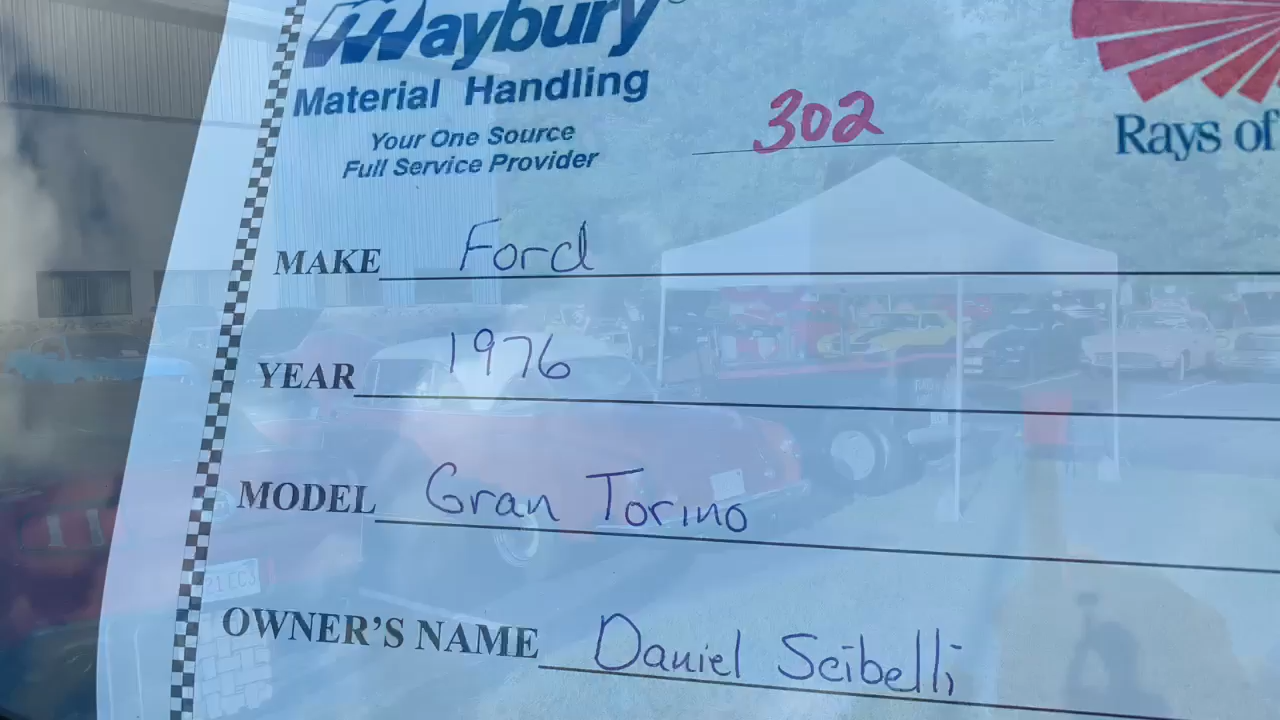 Maybury
Material Handling
Your One Source
Full Service Provider
302
Rays of
MAKE Ford
YEAR 1976
MODEL Gran Torino
OWNER'S NAME Daniel Scibelli